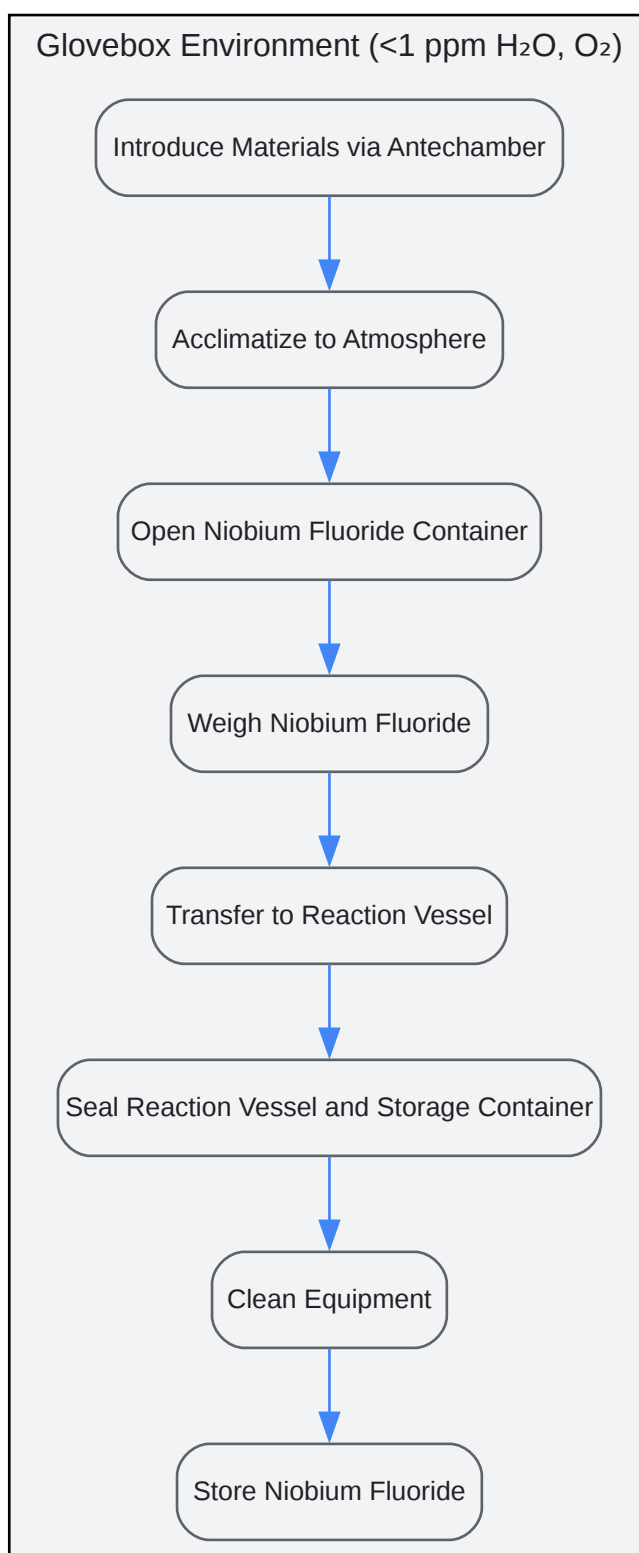 Glovebox Environment (<1 ppm H₂O, O₂)
Introduce Materials via Antechamber
Acclimatize to Atmosphere
Open Niobium Fluoride Container
Weigh Niobium Fluoride
Transfer to Reaction Vessel
Seal Reaction Vessel and Storage Container
Clean Equipment
Store Niobium Fluoride